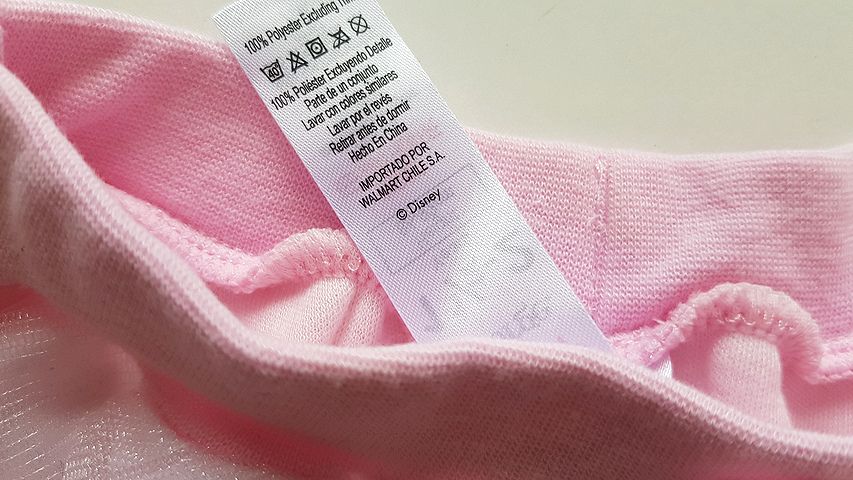 100% Polyester Excluding
40°
100% Poliéster Excluyendo Detalle
Parte de un conjunto
Lavar con colores similares
Lavar por el revés
Retirar antes de dormir
Hecho En China
IMPORTADO POR
WALMART CHILE S.A.
© Disney